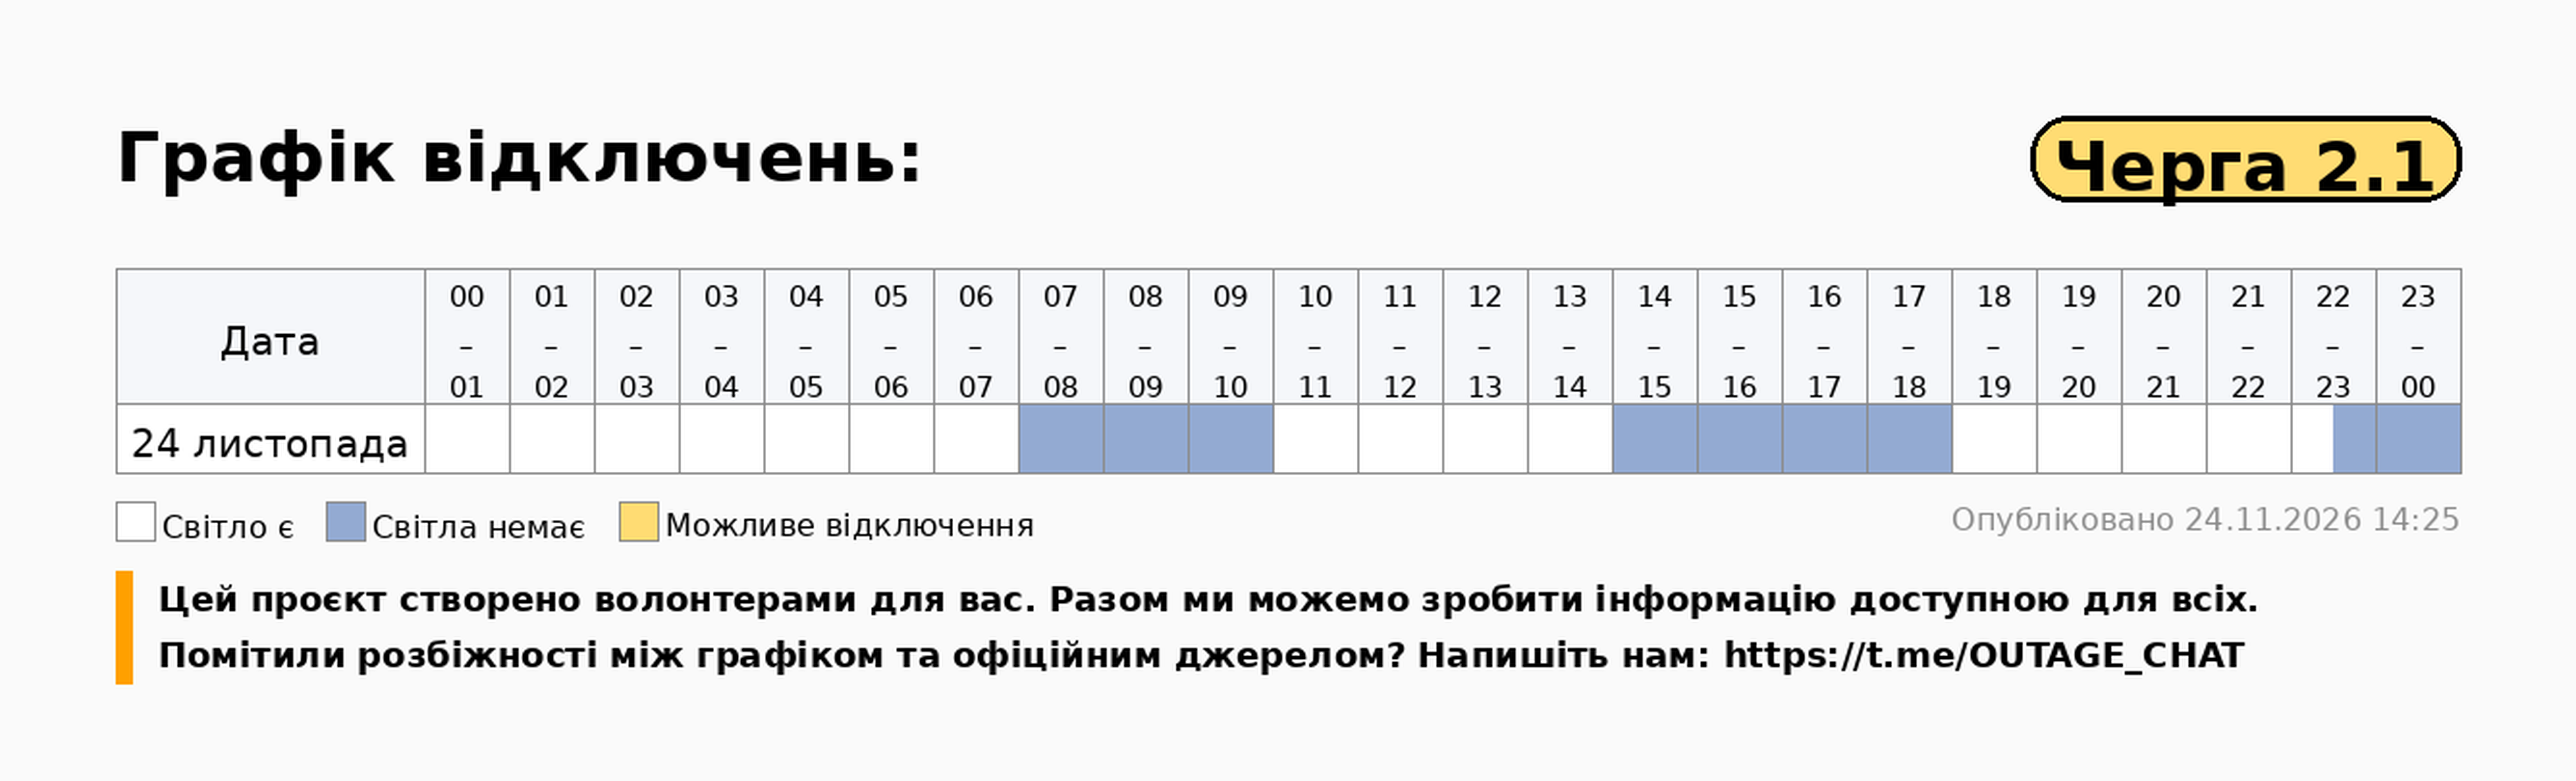 Графік відключень:
Черга 2.1
Дата
00 – 01
01 – 02
02 – 03
03 – 04
04 – 05
05 – 06
06 – 07
07 – 08
08 – 09
09 – 10
10 – 11
11 – 12
12 – 13
13 – 14
14 – 15
15 – 16
16 – 17
17 – 18
18 – 19
19 – 20
20 – 21
21 – 22
22 – 23
23 – 00
24 листопада
Світло є
Світла немає
Можливе відключення
Опубліковано 24.11.2026 14:25
Цей проєкт створено волонтерами для вас. Разом ми можемо зробити інформацію доступною для всіх.
Помітили розбіжності між графіком та офіційним джерелом? Напишіть нам: https://t.me/OUTAGE_CHAT